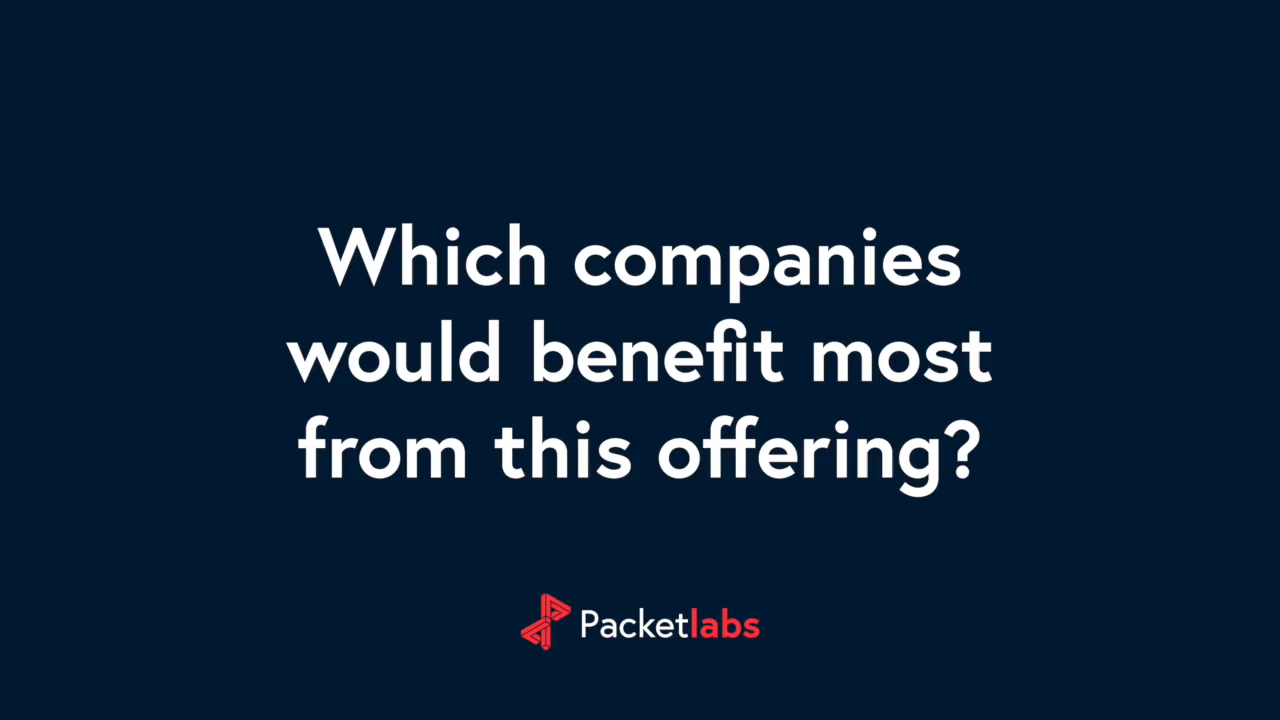 Which companies
would benefit most
from this offering?
Packetlabs